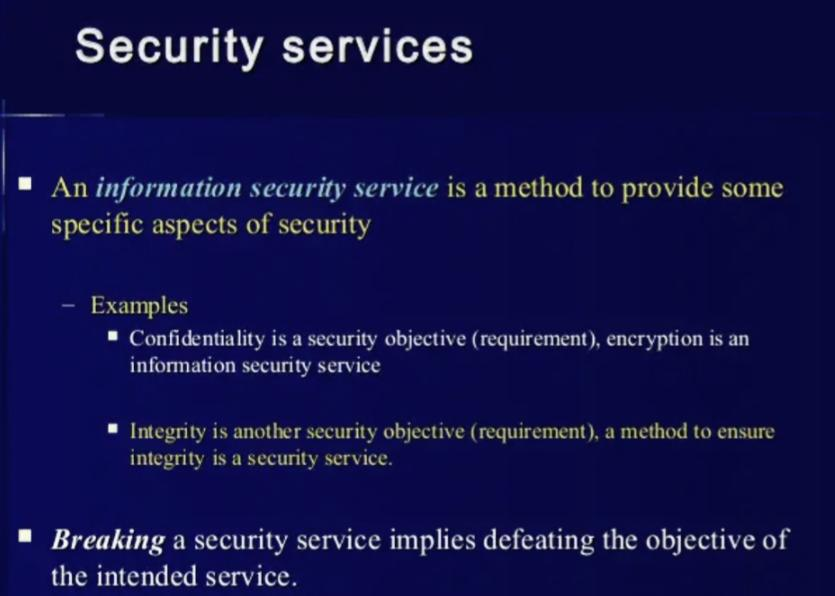 Security services
An information security service is a method to provide some
specific aspects of security
– Examples
Confidentiality is a security objective (requirement), encryption is an
information security service
Integrity is another security objective (requirement), a method to ensure
integrity is a security service.
Breaking a security service implies defeating the objective of
the intended service.